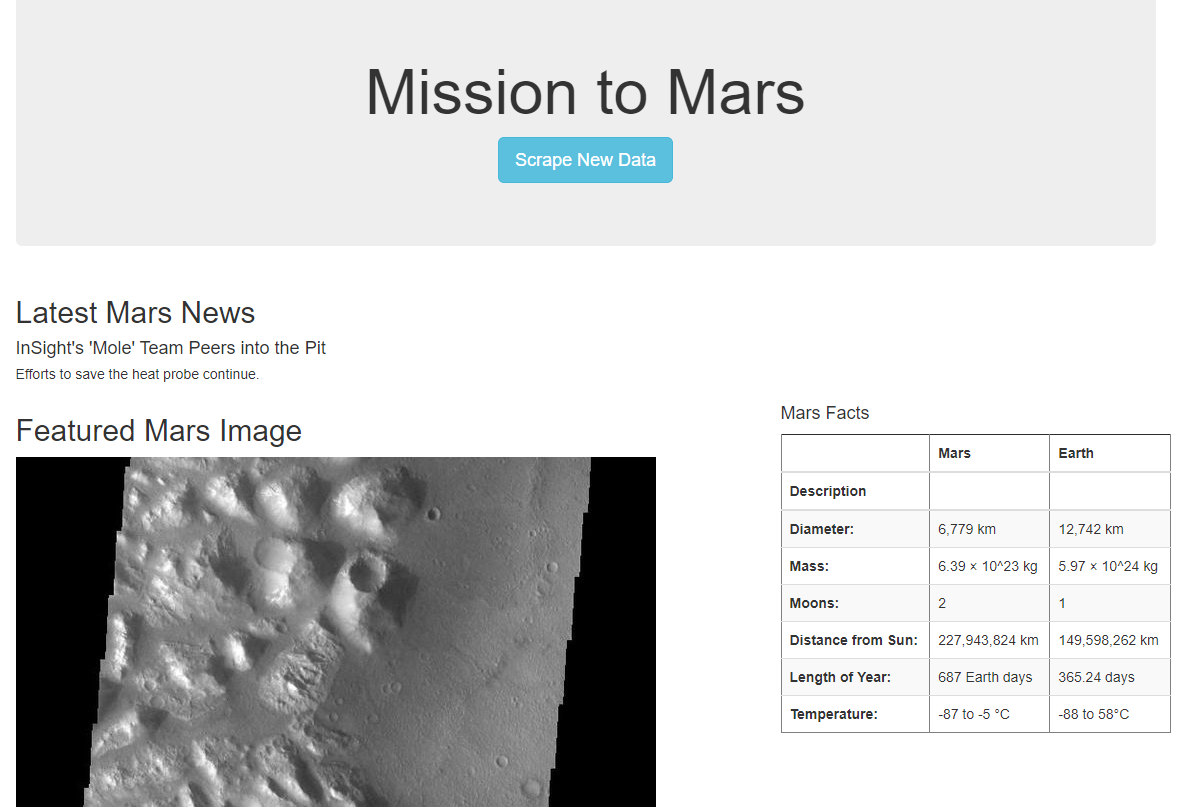 Mission to Mars
Scrape New Data
Latest Mars News
InSight's 'Mole' Team Peers into the Pit
Efforts to save the heat probe continue.
Featured Mars Image
Mars Facts
Mars Earth
Description
Diameter: 6,779 km 12,742 km
Mass: 6.39 × 10^23 kg 5.97 × 10^24 kg
Moons: 2 1
Distance from Sun: 227,943,824 km 149,598,262 km
Length of Year: 687 Earth days 365.24 days
Temperature: -87 to -5 °C -88 to 58°C